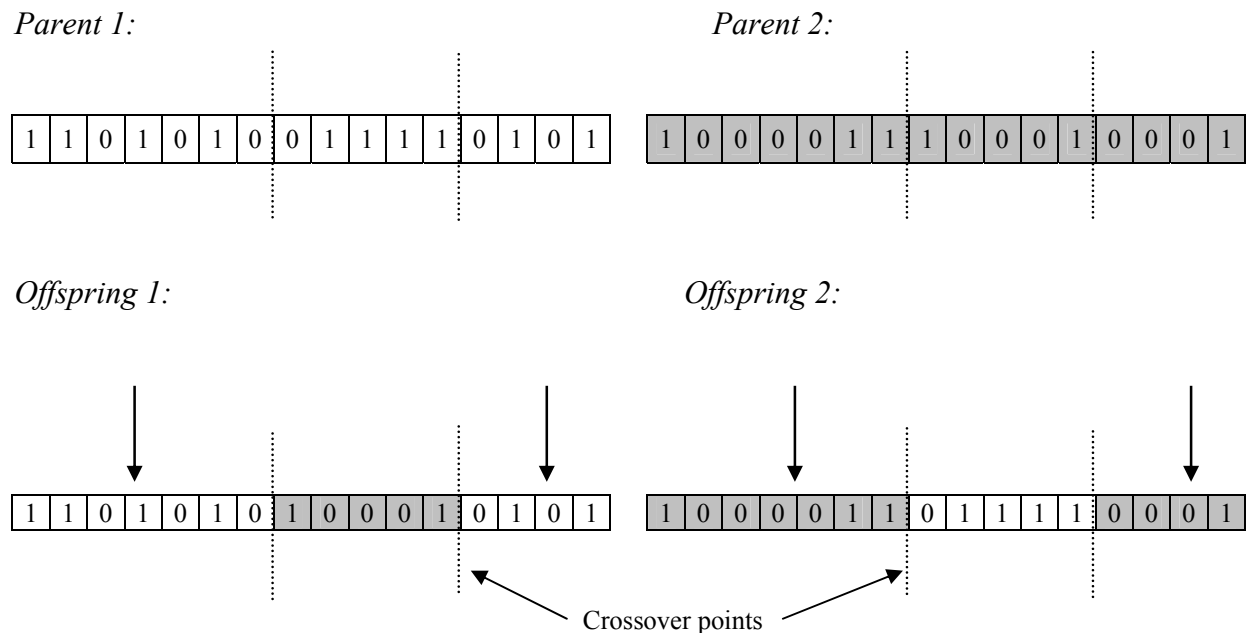 Parent 1: Parent 2:
1 1 0 1 0 1 0 0 1 1 1 1 0 1 0 1 1 0 0 0 0 1 1 1 0 0 0 1 0 0 0 1
Offspring 1: Offspring 2:
1 1 0 1 0 1 0 1 0 0 0 1 0 1 0 1 1 0 0 0 0 1 1 0 1 1 1 1 0 0 0 1
Crossover points